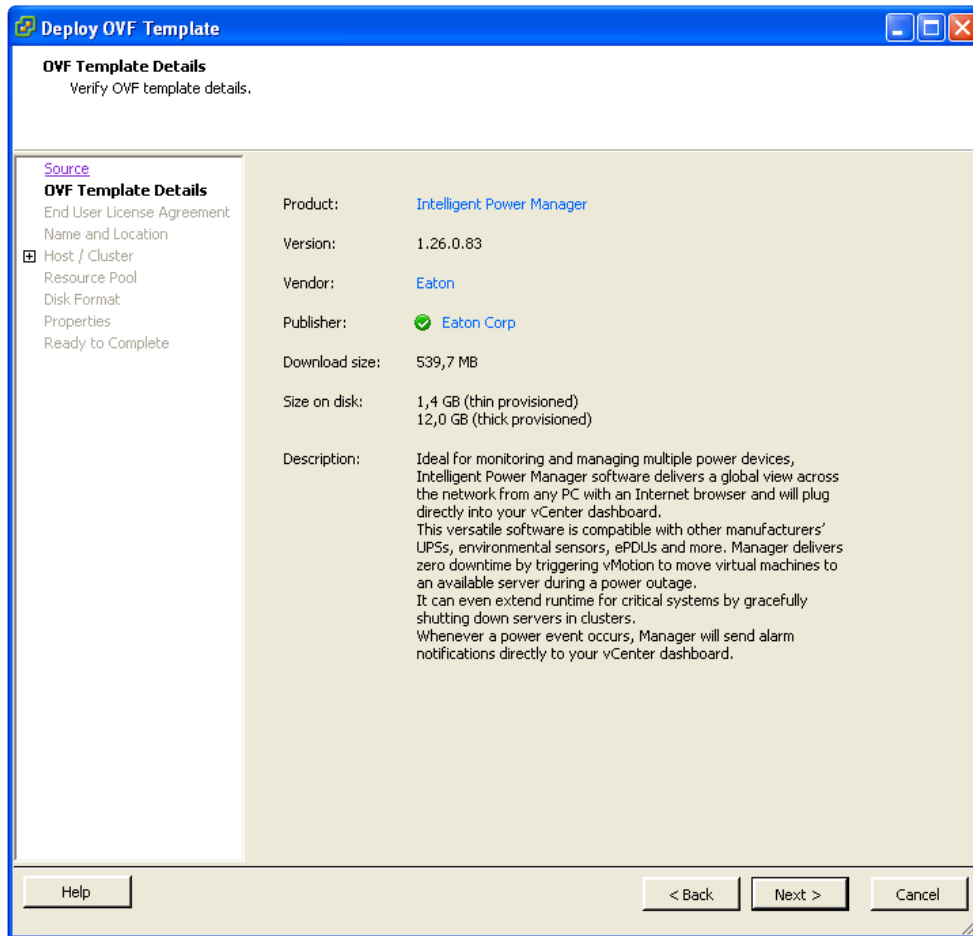 Deploy OVF Template
OVF Template Details
Verify OVF template details.
Source
OVF Template Details
End User License Agreement
Name and Location
Host / Cluster
Resource Pool
Disk Format
Properties
Ready to Complete
Product: Intelligent Power Manager
Version: 1.26.0.83
Vendor: Eaton
Publisher: Eaton Corp
Download size: 539,7 MB
Size on disk: 1,4 GB (thin provisioned)
12,0 GB (thick provisioned)
Description: Ideal for monitoring and managing multiple power devices,
Intelligent Power Manager software delivers a global view across
the network from any PC with an Internet browser and will plug
directly into your vCenter dashboard.
This versatile software is compatible with other manufacturers’
UPSs, environmental sensors, ePDUs and more. Manager delivers
zero downtime by triggering vMotion to move virtual machines to
an available server during a power outage.
It can even extend runtime for critical systems by gracefully
shutting down servers in clusters.
Whenever a power event occurs, Manager will send alarm
notifications directly to your vCenter dashboard.
Help
< Back
Next >
Cancel